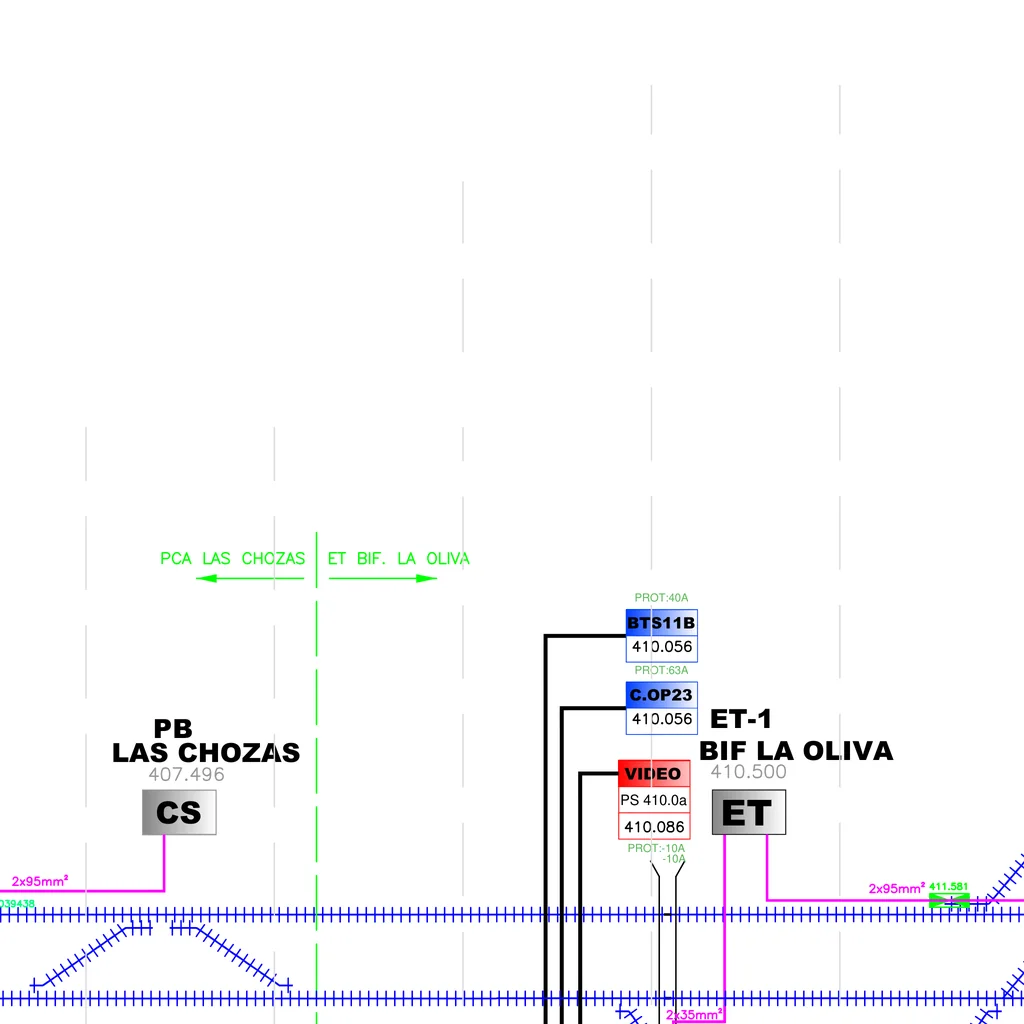 PCA LAS CHOZAS
ET BIF. LA OLIVA
PROT:40A
BTS11B
410.056
PROT:63A
C.OP23
410.056
PB
LAS CHOZAS
407.496
CS
ET-1
BIF LA OLIVA
410.500
ET
VIDEO
PS 410.0a
410.086
PROT:-10A
-10A
2x95mm²
039438
2x95mm²
411.581
2x35mm²